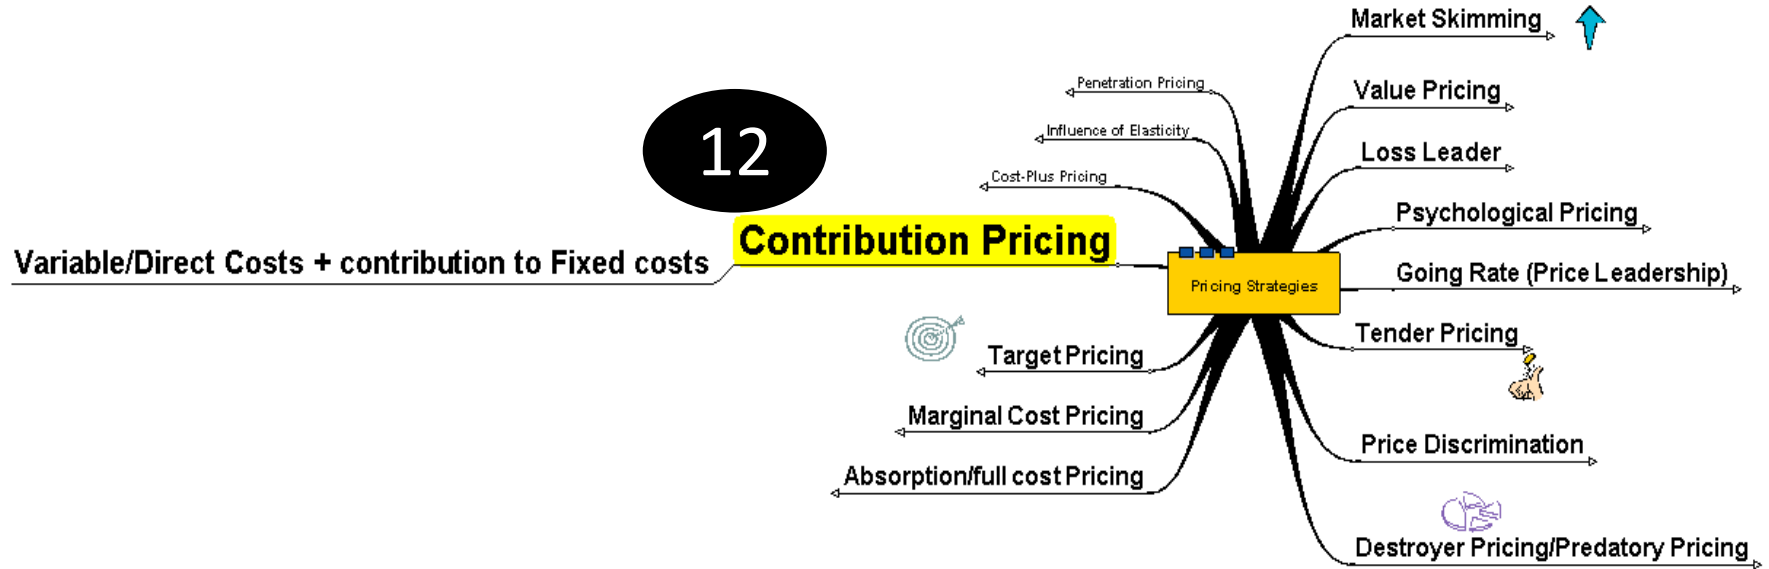 Market Skimming
Penetration Pricing
Value Pricing
12
Influence of Elasticity
Loss Leader
Cost-Plus Pricing
Psychological Pricing
Contribution Pricing
Variable/Direct Costs + contribution to Fixed costs
Going Rate (Price Leadership)
Pricing Strategies
Tender Pricing
Target Pricing
Marginal Cost Pricing
Price Discrimination
Absorption/full cost Pricing
Destroyer Pricing/Predatory Pricing